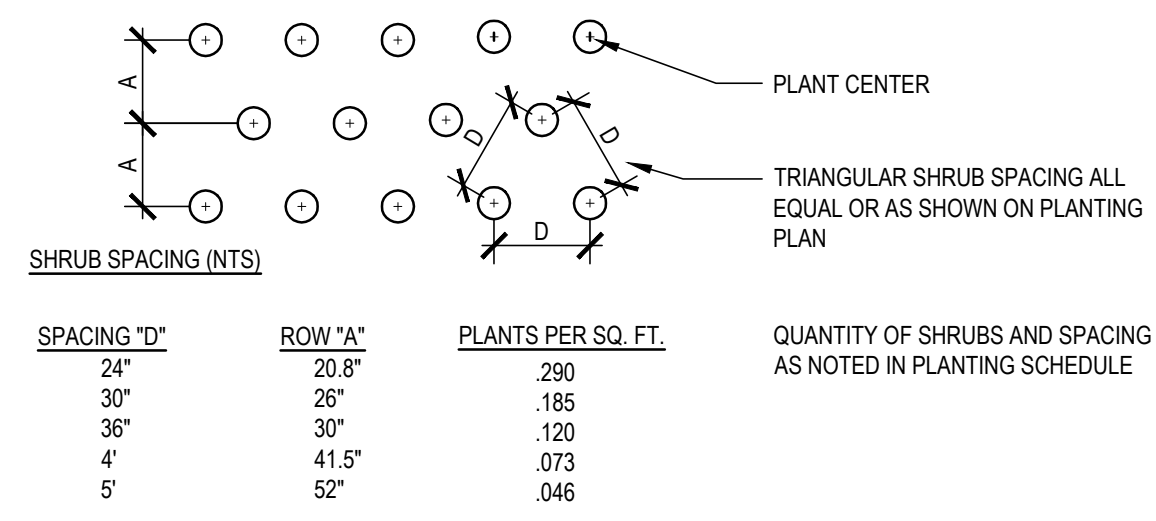 A
A
D
D
D
PLANT CENTER
TRIANGULAR SHRUB SPACING ALL
EQUAL OR AS SHOWN ON PLANTING
PLAN
SHRUB SPACING (NTS)
SPACING "D" ROW "A" PLANTS PER SQ. FT.
24" 20.8" .290
30" 26" .185
36" 30" .120
4' 41.5" .073
5' 52" .046
QUANTITY OF SHRUBS AND SPACING
AS NOTED IN PLANTING SCHEDULE